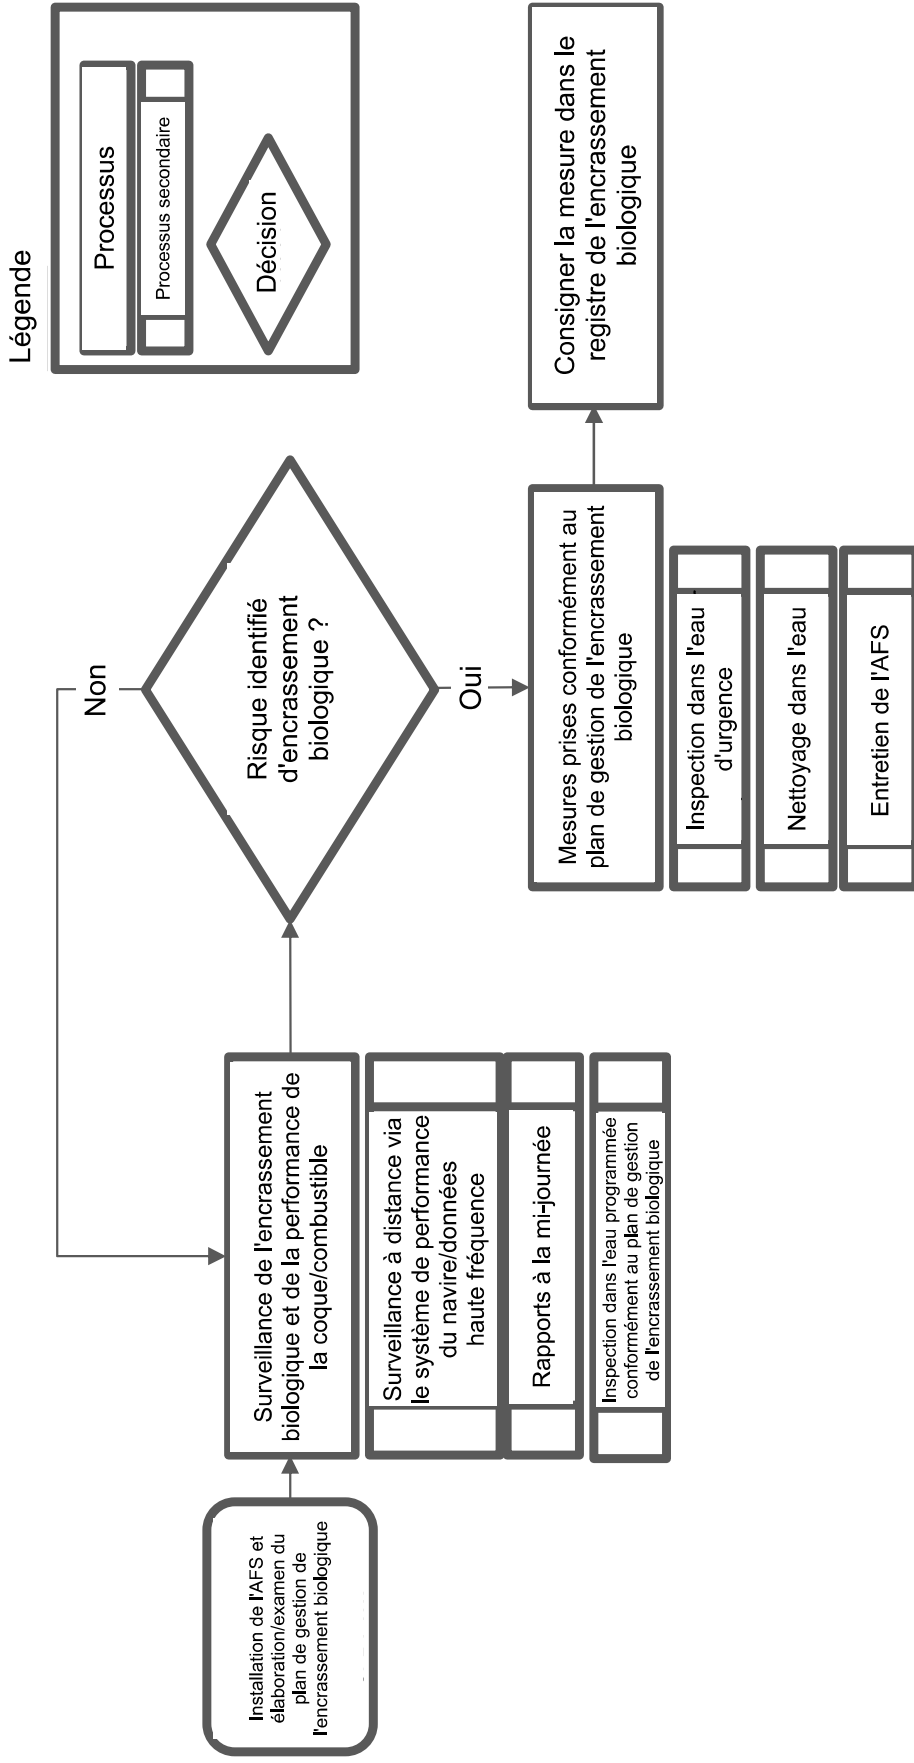 Légende
Processus
Processus secondaire
Décision
Installation de l'AFS et
élaboration/examen du
plan de gestion de
l'encrassement biologique
Surveillance de l'encrassement
biologique et de la performance de
la coque/combustible
Surveillance à distance via
le système de performance
du navire/données
haute fréquence
Rapports à la mi-journée
Inspection dans l'eau programmée
conformément au plan de gestion
de l'encrassement biologique
Non
Risque identifié
d'encrassement
biologique ?
Oui
Mesures prises conformément au
plan de gestion de l'encrassement
biologique
Inspection dans l'eau
d'urgence
Nettoyage dans l'eau
Entretien de l'AFS
Consigner la mesure dans le
registre de l'encrassement
biologique